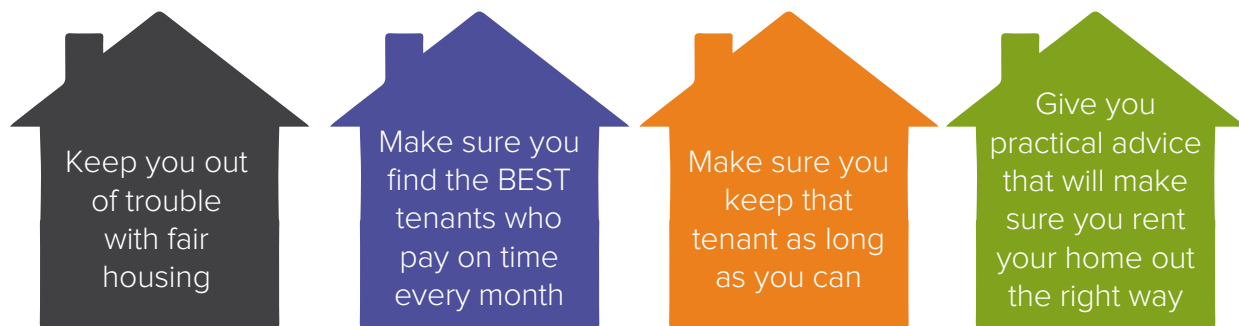 Keep you out
of trouble
with fair
housing
Make sure you
find the BEST
tenants who
pay on time
every month
Make sure you
keep that
tenant as long
as you can
Give you
practical advice
that will make
sure you rent
your home out
the right way